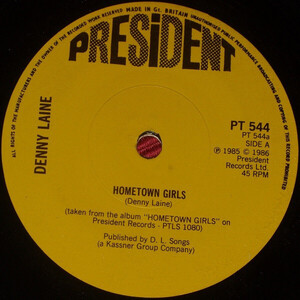 ALL RIGHTS OF THE MANUFACTURERS AND OF THE OWNERS OF THE RECORDED WORK RESERVED MADE IN GT. BRITAIN UNAUTHORISED PUBLIC PERFORMANCE BROADCASTING AND COPYING OF THIS RECORD PROHIBITED
PRESiDENT
DENNY LAINE
PT 544
PT 544a
SIDE A
℗ 1985 © 1986
President
Records Ltd.
45 RPM
HOMETOWN GIRLS
(Denny Laine)
(taken from the album "HOMETOWN GIRLS" on
President Records - PTLS 1080)
Published by D. L. Songs
(a Kassner Group Company)